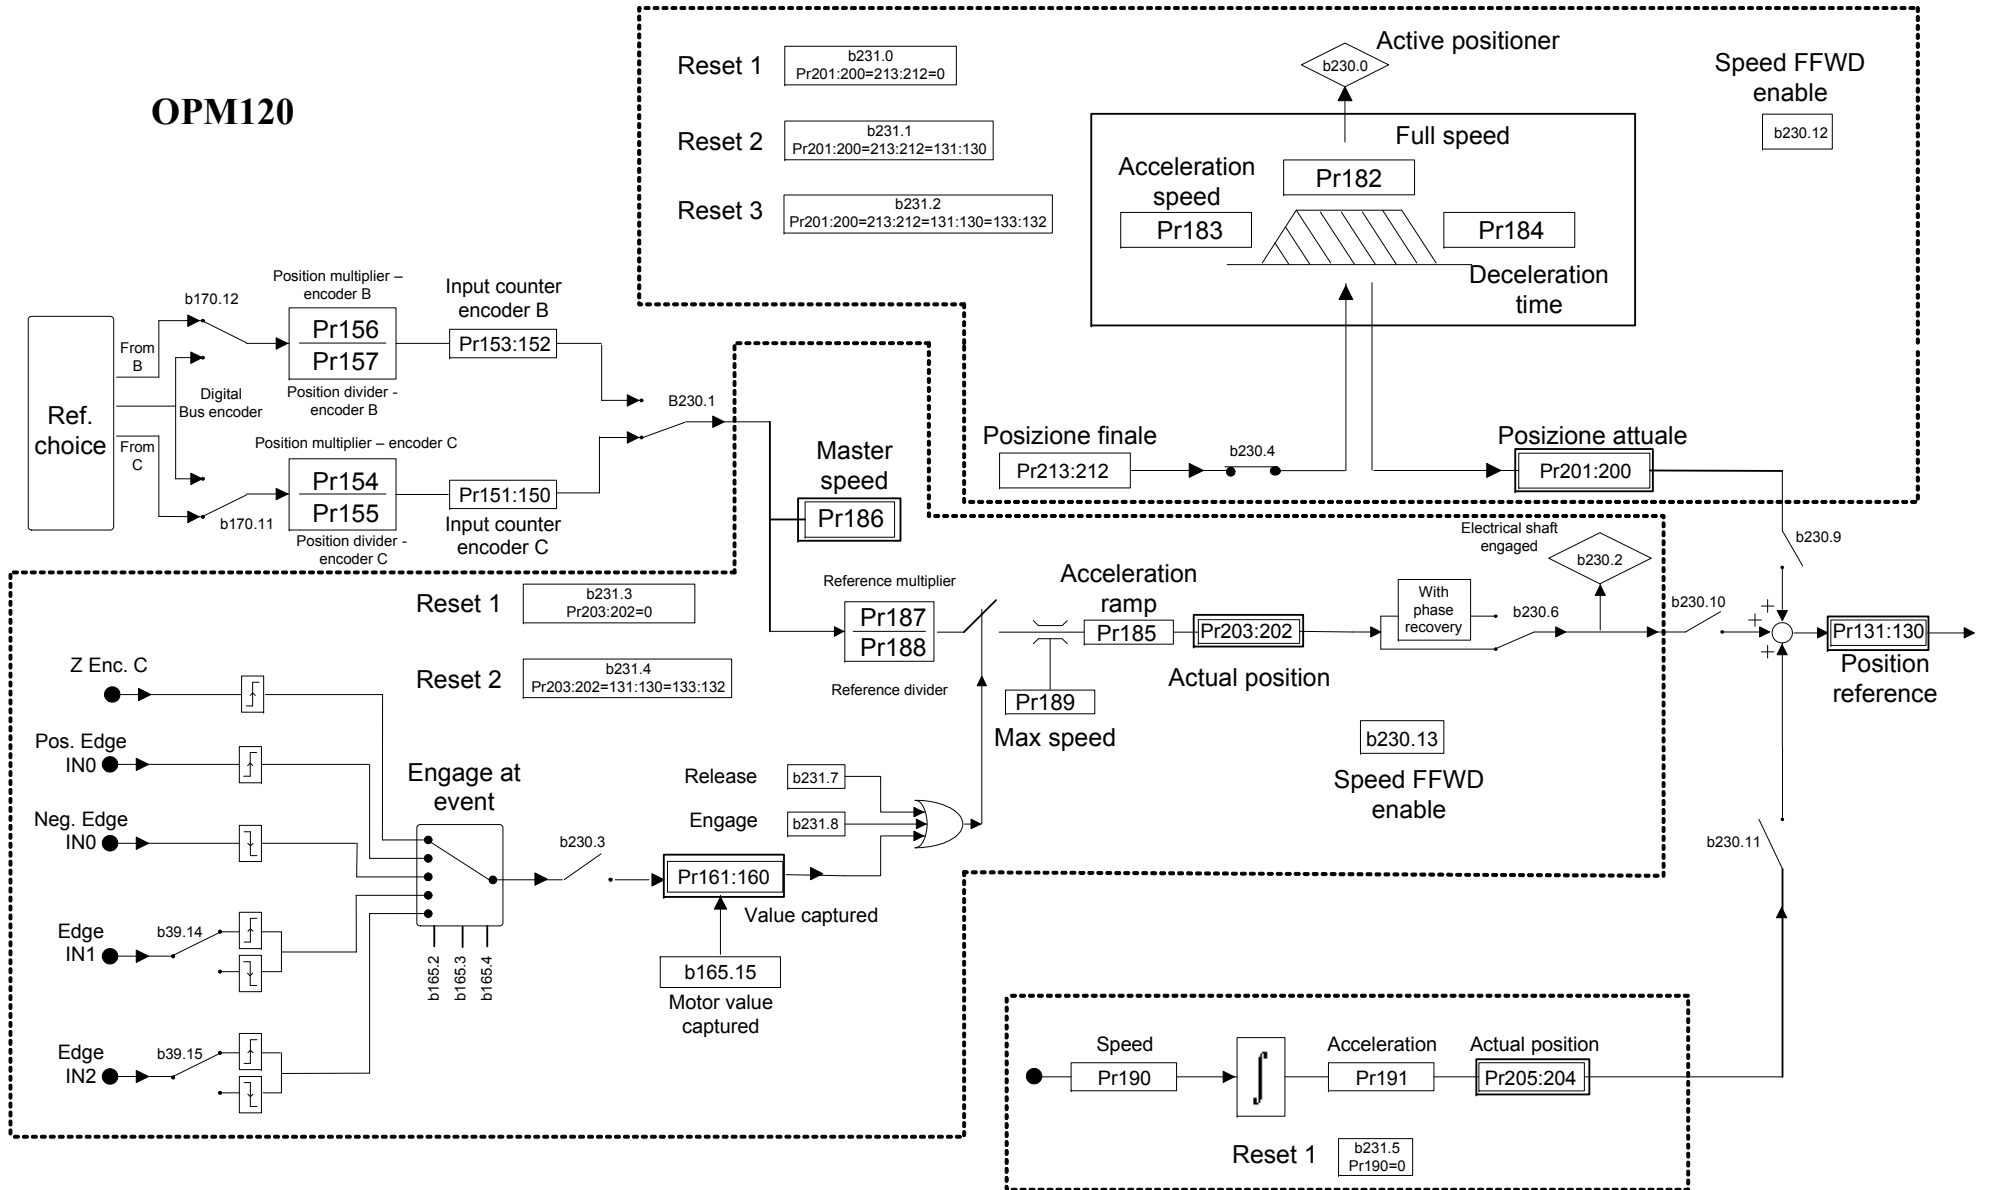 OPM120
Reset 1
b231.0
Pr201:200=213:212=0
Reset 2
b231.1
Pr201:200=213:212=131:130
Reset 3
b231.2
Pr201:200=213:212=131:130=133:132
Active positioner
b230.0
Speed FFWD
enable
b230.12
Full speed
Pr182
Acceleration
speed
Pr183
Pr184
Deceleration
time
Posizione finale
Pr213:212
b230.4
Posizione attuale
Pr201:200
b230.9
Ref.
choice
From
B
From
C
Digital
Bus encoder
b170.12
b170.11
Position multiplier –
encoder B
Pr156
Pr157
Position divider -
encoder B
Position multiplier – encoder C
Pr154
Pr155
Position divider -
encoder C
Input counter
encoder B
Pr153:152
Pr151:150
Input counter
encoder C
B230.1
Master
speed
Pr186
Reset 1
b231.3
Pr203:202=0
Reset 2
b231.4
Pr203:202=131:130=133:132
Reference multiplier
Pr187
Pr188
Reference divider
Acceleration
ramp
Pr185
Pr189
Max speed
Pr203:202
Actual position
With
phase
recovery
b230.6
Electrical shaft
engaged
b230.2
b230.10
+
+
+
Pr131:130
Position
reference
b230.13
Speed FFWD
enable
b230.11
Z Enc. C
Pos. Edge
IN0
Neg. Edge
IN0
Edge
IN1
b39.14
Edge
IN2
b39.15
Engage at
event
b165.2
b165.3
b165.4
b230.3
Release
b231.7
Engage
b231.8
Pr161:160
Value captured
b165.15
Motor value
captured
Speed
Pr190
∫
Acceleration
Pr191
Actual position
Pr205:204
Reset 1
b231.5
Pr190=0